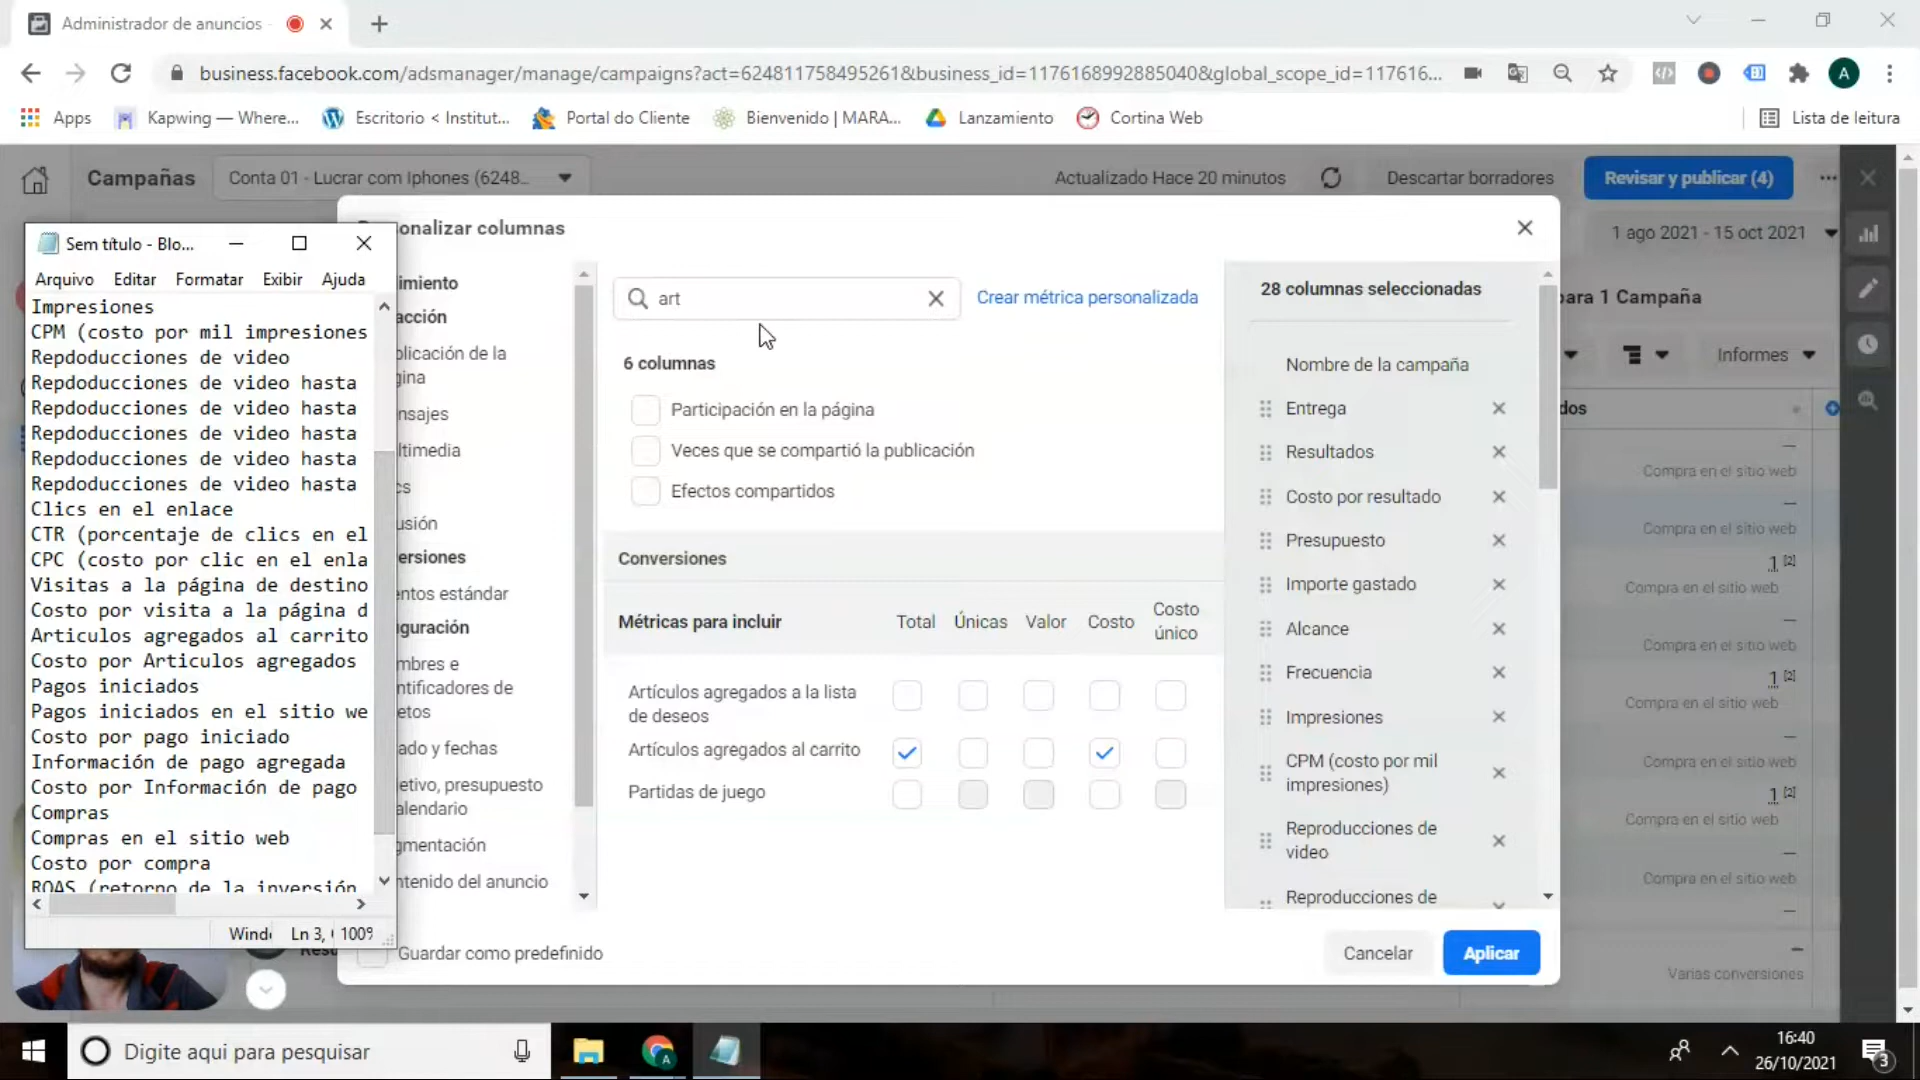 Administrador de anuncios -
business.facebook.com/adsmanager/manage/campaigns?act=624811758495261&business_id=1176168992885040&global_scope_id=117616...
A
Apps
Kapwing — Where...
Escritorio < Institut...
Portal do Cliente
Bienvenido | MARA...
Lanzamiento
Cortina Web
Lista de leitura
Campañas
Conta 01 - Lucrar com Iphones (6248...
Actualizado Hace 20 minutos
Descartar borradores
Revisar y publicar (4)
1 ago 2021 - 15 oct 2021
para 1 Campaña
Informes
dos
Compra en el sitio web
Compra en el sitio web
1 [2]
Compra en el sitio web
Compra en el sitio web
1 [2]
Compra en el sitio web
Compra en el sitio web
1 [2]
Compra en el sitio web
Compra en el sitio web
Varias conversiones
Sem título - Blo...
Arquivo Editar Formatar Exibir Ajuda
Impresiones
CPM (costo por mil impresiones
Repdoducciones de video
Repdoducciones de video hasta
Repdoducciones de video hasta
Repdoducciones de video hasta
Repdoducciones de video hasta
Repdoducciones de video hasta
Clics en el enlace
CTR (porcentaje de clics en el
CPC (costo por clic en el enla
Visitas a la página de destino
Costo por visita a la página d
Articulos agregados al carrito
Costo por Articulos agregados
Pagos iniciados
Pagos iniciados en el sitio we
Costo por pago iniciado
Información de pago agregada
Costo por Información de pago
Compras
Compras en el sitio web
Costo por compra
ROAS (retorno de la inversión
Ln 3,
100%
onalizar columnas
imiento
acción
blicación de la
gina
nsajes
ltimedia
cs
usión
ersiones
ntos estándar
guración
mbres e
ntificadores de
etos
ado y fechas
etivo, presupuesto
alendario
gmentación
ntenido del anuncio
art
Crear métrica personalizada
6 columnas
Participación en la página
Veces que se compartió la publicación
Efectos compartidos
Conversiones
Métricas para incluir
Total
Únicas
Valor
Costo
Costo
único
Artículos agregados a la lista
de deseos
Artículos agregados al carrito
Partidas de juego
28 columnas seleccionadas
Nombre de la campaña
Entrega
Resultados
Costo por resultado
Presupuesto
Importe gastado
Alcance
Frecuencia
Impresiones
CPM (costo por mil
impresiones)
Reproducciones de
video
Reproducciones de
Guardar como predefinido
Cancelar
Aplicar
Digite aqui para pesquisar
A
16:40
26/10/2021
3